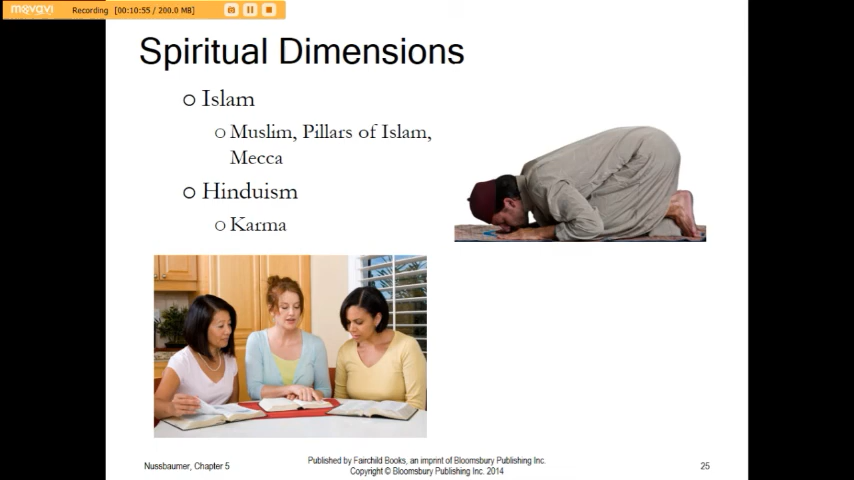 movavi Recording [00:10:55 / 200.0 MB]
Spiritual Dimensions
Islam
Muslim, Pillars of Islam,
Mecca
Hinduism
Karma
Nussbaumer, Chapter 5
Published by Fairchild Books, an imprint of Bloomsbury Publishing Inc.
Copyright © Bloomsbury Publishing Inc. 2014
25